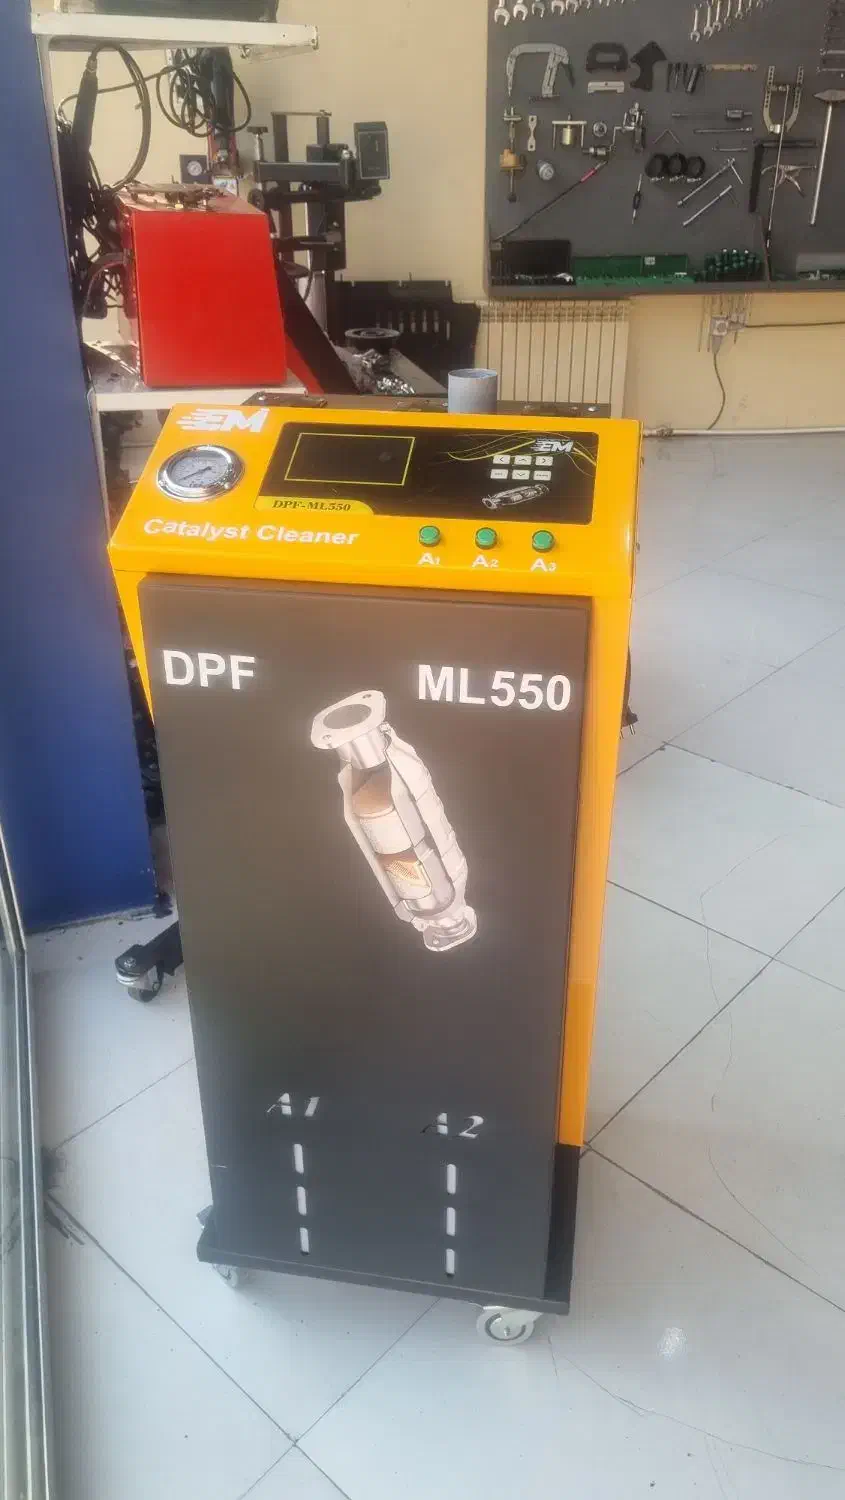 EM
EM
DPF-ML550
Catalyst Cleaner
A1 A2 A3
DPF ML550
A1
A2